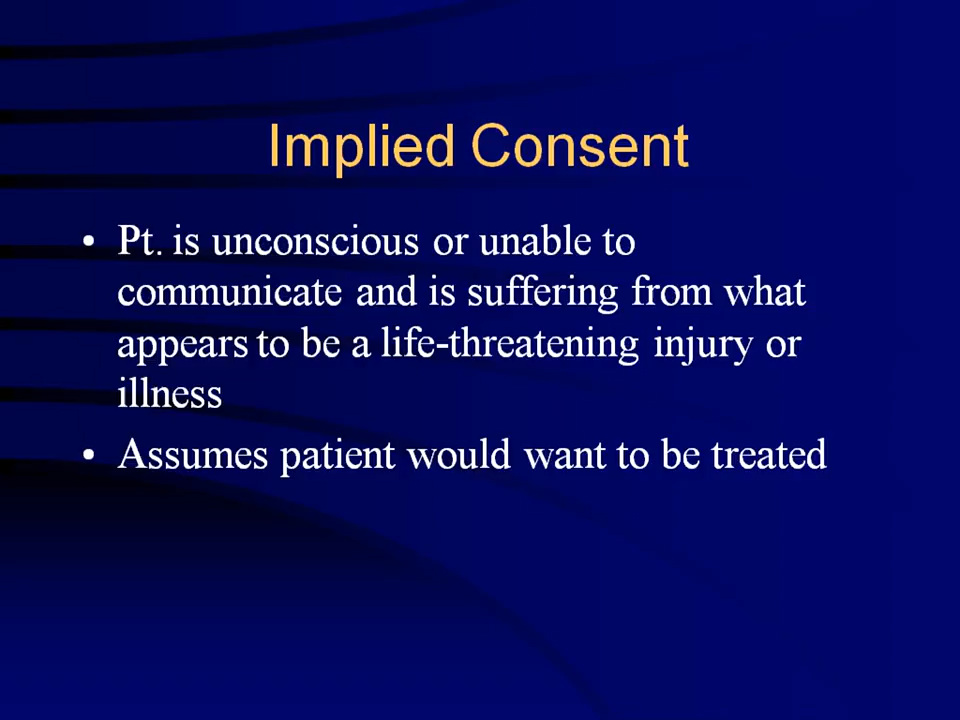 Implied Consent
• Pt. is unconscious or unable to
communicate and is suffering from what
appears to be a life-threatening injury or
illness
• Assumes patient would want to be treated